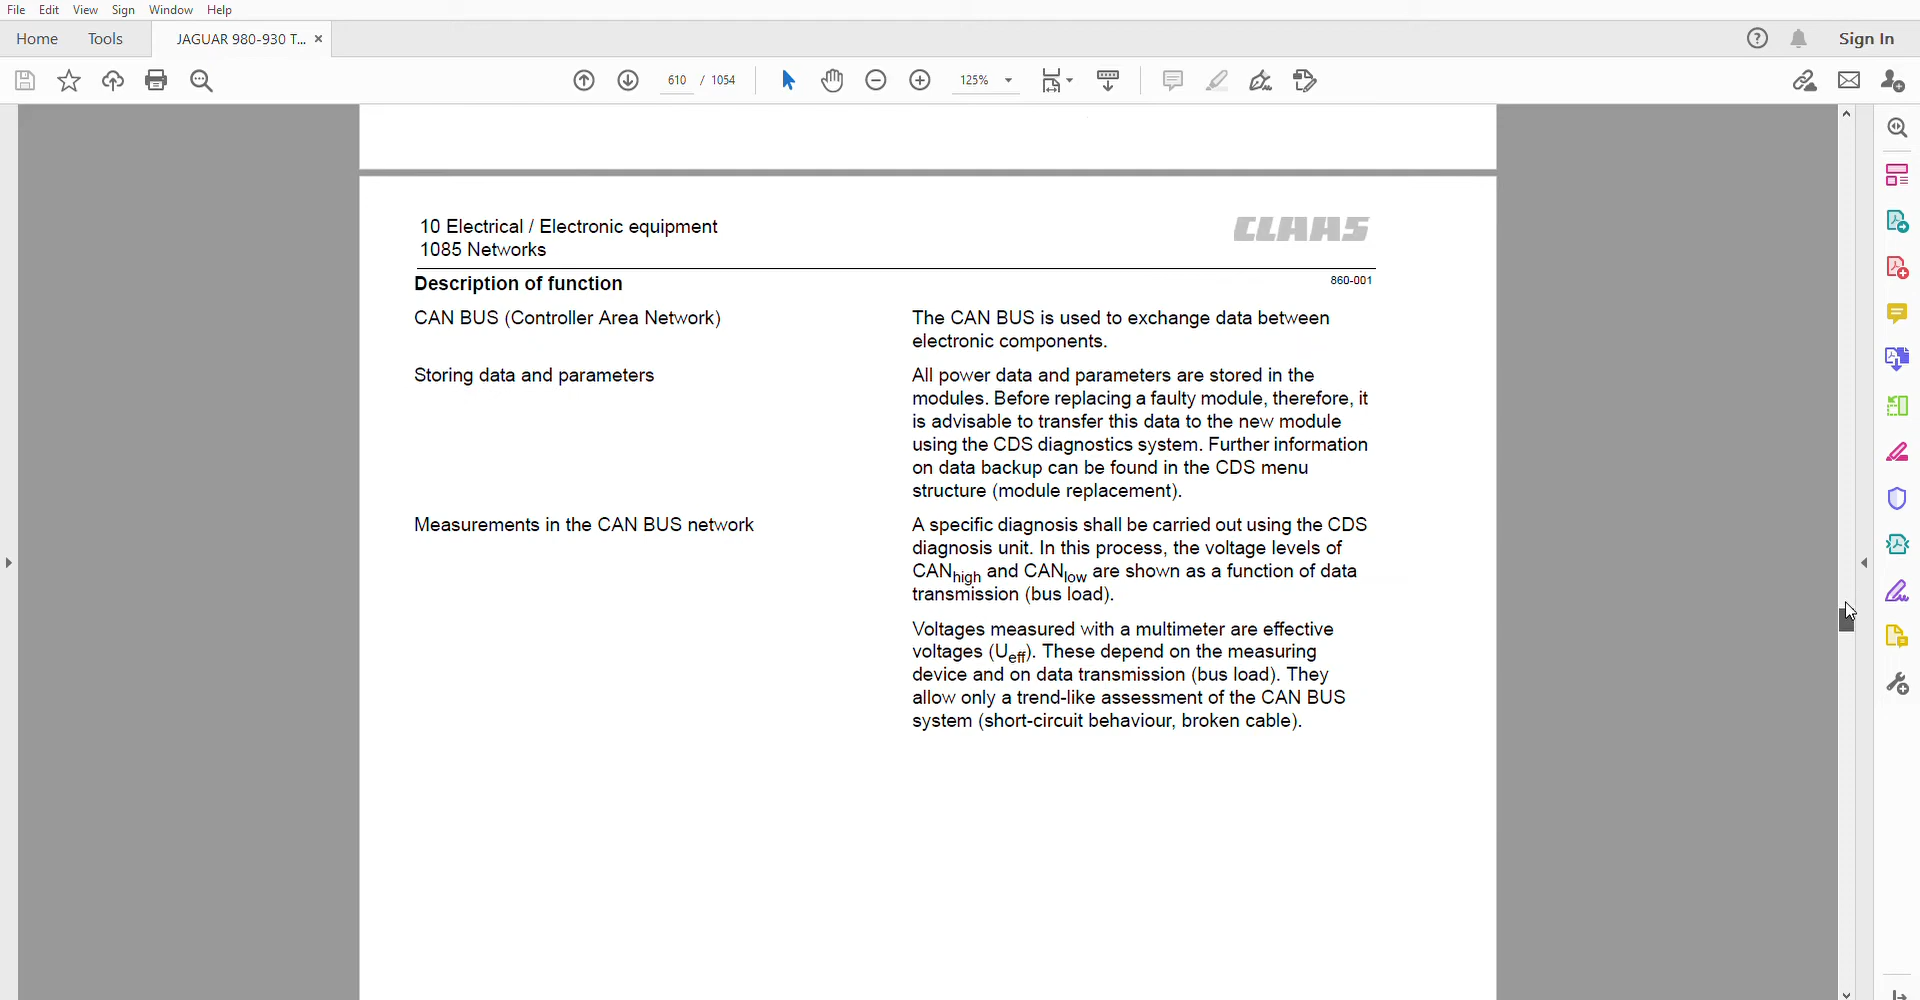 File Edit View Sign Window Help
Home Tools JAGUAR 980-930 T... × Sign In
610 / 1054 125%
10 Electrical / Electronic equipment
1085 Networks
CLAAS
Description of function
860-001
CAN BUS (Controller Area Network)
The CAN BUS is used to exchange data between
electronic components.
Storing data and parameters
All power data and parameters are stored in the
modules. Before replacing a faulty module, therefore, it
is advisable to transfer this data to the new module
using the CDS diagnostics system. Further information
on data backup can be found in the CDS menu
structure (module replacement).
Measurements in the CAN BUS network
A specific diagnosis shall be carried out using the CDS
diagnosis unit. In this process, the voltage levels of
CANhigh and CANlow are shown as a function of data
transmission (bus load).
Voltages measured with a multimeter are effective
voltages (Ueff). These depend on the measuring
device and on data transmission (bus load). They
allow only a trend-like assessment of the CAN BUS
system (short-circuit behaviour, broken cable).